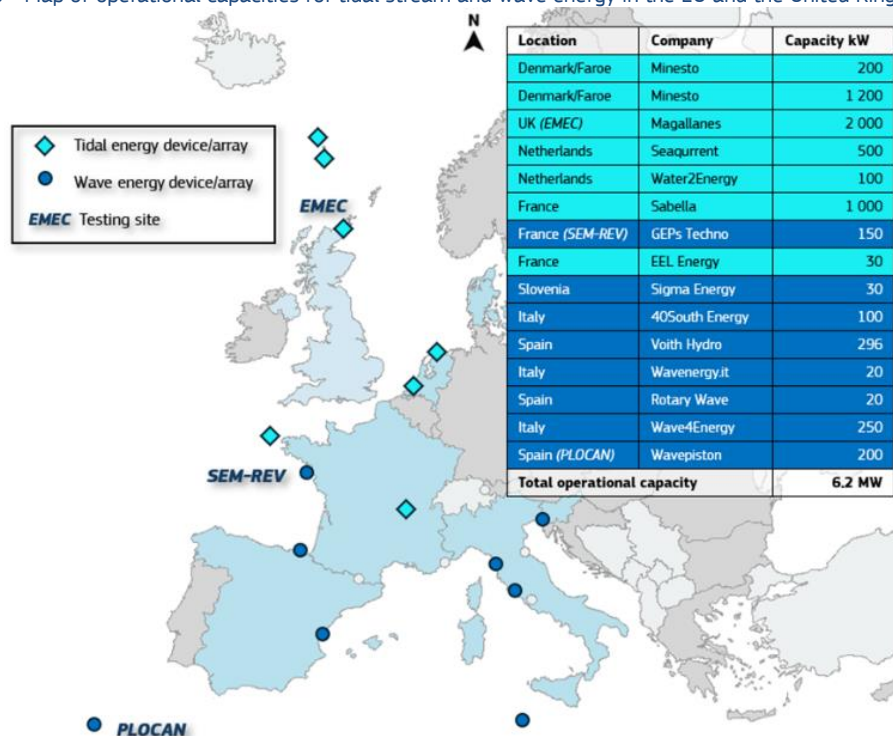 Map of operational capacities for tidal stream and wave energy in the EU and the United King
N
Tidal energy device/array
Wave energy device/array
EMEC Testing site
EMEC
SEM-REV
PLOCAN
Location Company Capacity kW
Denmark/Faroe Minesto 200
Denmark/Faroe Minesto 1 200
UK (EMEC) Magallanes 2 000
Netherlands Seaqurrent 500
Netherlands Water2Energy 100
France Sabella 1 000
France (SEM-REV) GEPs Techno 150
France EEL Energy 30
Slovenia Sigma Energy 30
Italy 40South Energy 100
Spain Voith Hydro 296
Italy Wavenergy.it 20
Spain Rotary Wave 20
Italy Wave4Energy 250
Spain (PLOCAN) Wavepiston 200
Total operational capacity 6.2 MW